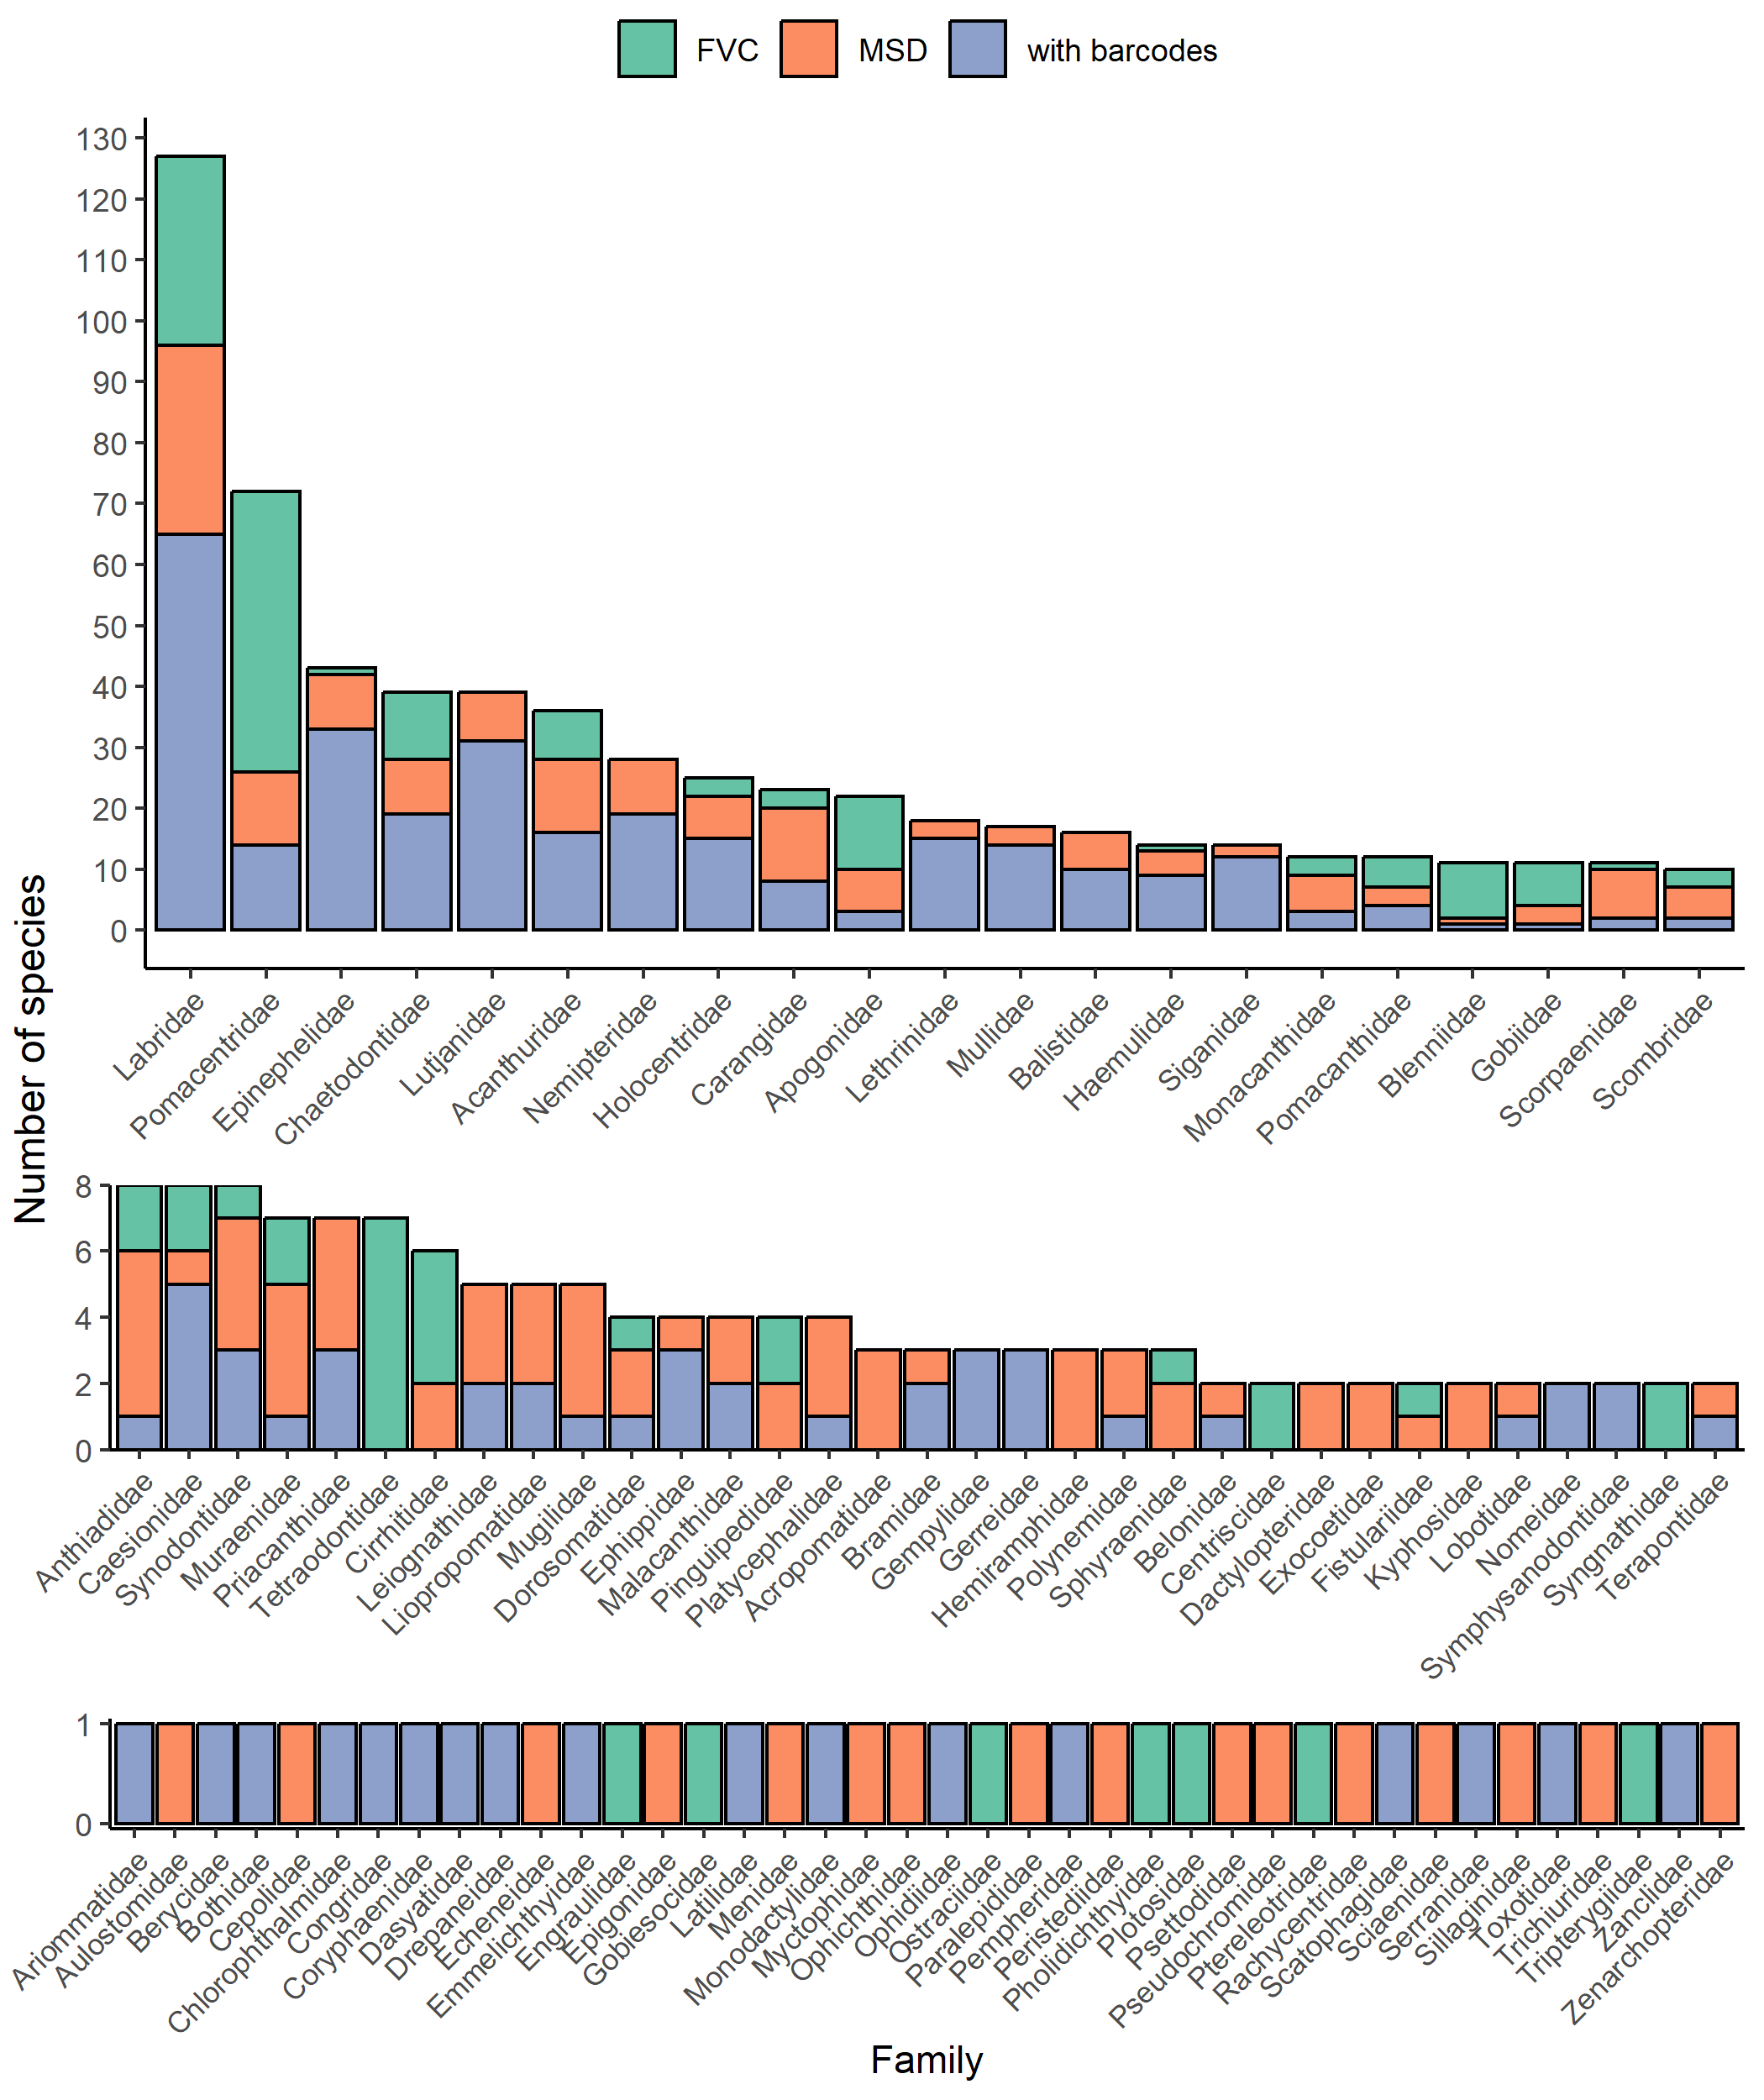 FVC MSD with barcodes
Number of species
130
120
110
100
90
80
70
60
50
40
30
20
10
0
Labridae
Pomacentridae
Epinephelidae
Chaetodontidae
Lutjanidae
Acanthuridae
Nemipteridae
Holocentridae
Carangidae
Apogonidae
Lethrinidae
Mullidae
Balistidae
Haemulidae
Siganidae
Monacanthidae
Pomacanthidae
Blenniidae
Gobiidae
Scorpaenidae
Scombridae
8
6
4
2
0
Anthiadidae
Caesionidae
Synodontidae
Muraenidae
Priacanthidae
Tetraodontidae
Cirrhitidae
Leiognathidae
Liopropomatidae
Mugilidae
Dorosomatidae
Ephippidae
Malacanthidae
Pinguipedidae
Platycephalidae
Acropomatidae
Bramidae
Gempylidae
Gerreidae
Hemiramphidae
Polynemidae
Sphyraenidae
Belonidae
Centriscidae
Dactylopteridae
Exocoetidae
Fistulariidae
Kyphosidae
Lobotidae
Nomeidae
Symphysanodontidae
Syngnathidae
Terapontidae
1
0
Ariommatidae
Aulostomidae
Berycidae
Bothidae
Cepolidae
Chlorophthalmidae
Congridae
Coryphaenidae
Dasyatidae
Drepaneidae
Echeneidae
Emmelichthyidae
Engraulidae
Epigonidae
Gobiesocidae
Latilidae
Menidae
Monodactylidae
Myctophidae
Ophichthidae
Ophidiidae
Ostraciidae
Paralepididae
Pempheridae
Peristediidae
Pholidichthyidae
Plotosidae
Psettodidae
Pseudochromidae
Ptereleotridae
Rachycentridae
Scatophagidae
Sciaenidae
Serranidae
Sillaginidae
Toxotidae
Trichiuridae
Tripterygiidae
Zanclidae
Zenarchopteridae
Family